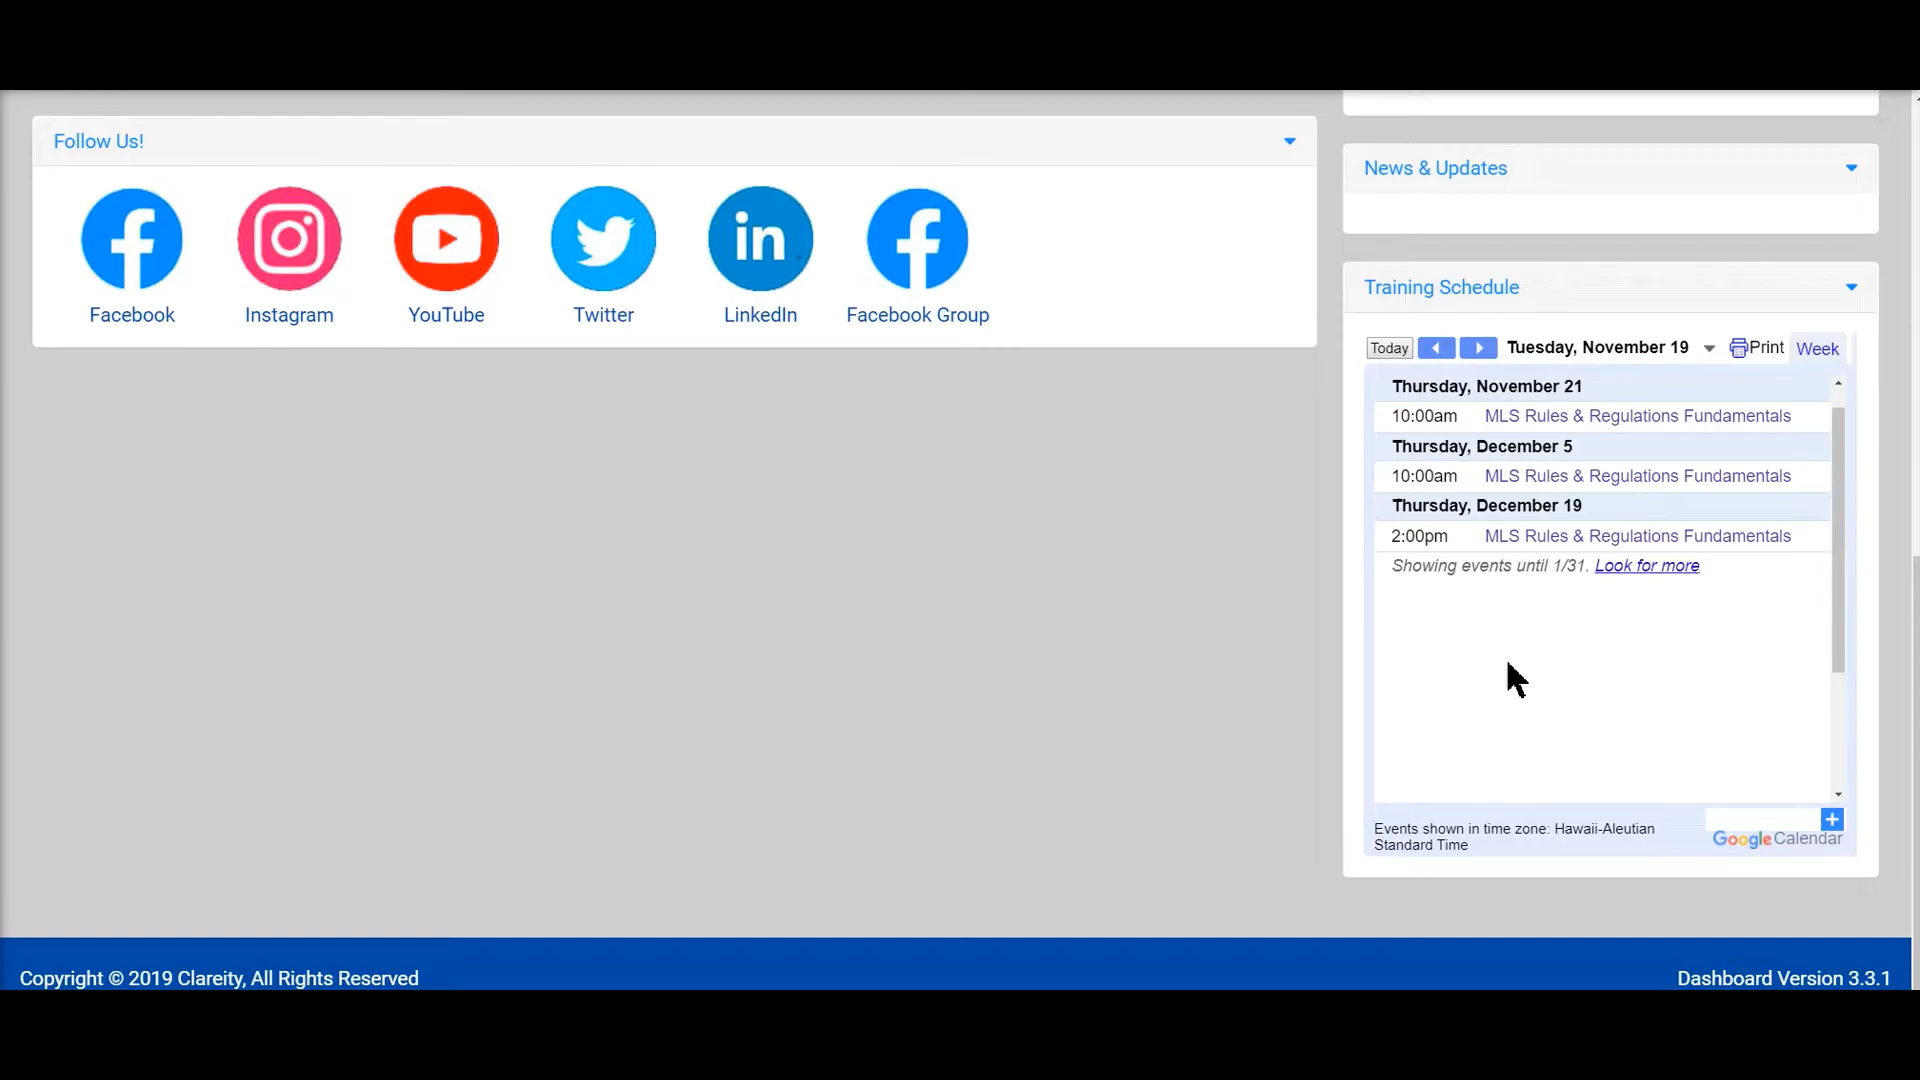 Follow Us!
Facebook
Instagram
YouTube
Twitter
LinkedIn
Facebook Group
News & Updates
Training Schedule
Today Tuesday, November 19 Print Week
Thursday, November 21
10:00am MLS Rules & Regulations Fundamentals
Thursday, December 5
10:00am MLS Rules & Regulations Fundamentals
Thursday, December 19
2:00pm MLS Rules & Regulations Fundamentals
Showing events until 1/31. Look for more
Events shown in time zone: Hawaii-Aleutian
Standard Time
Google Calendar
Copyright © 2019 Clareity, All Rights Reserved
Dashboard Version 3.3.1